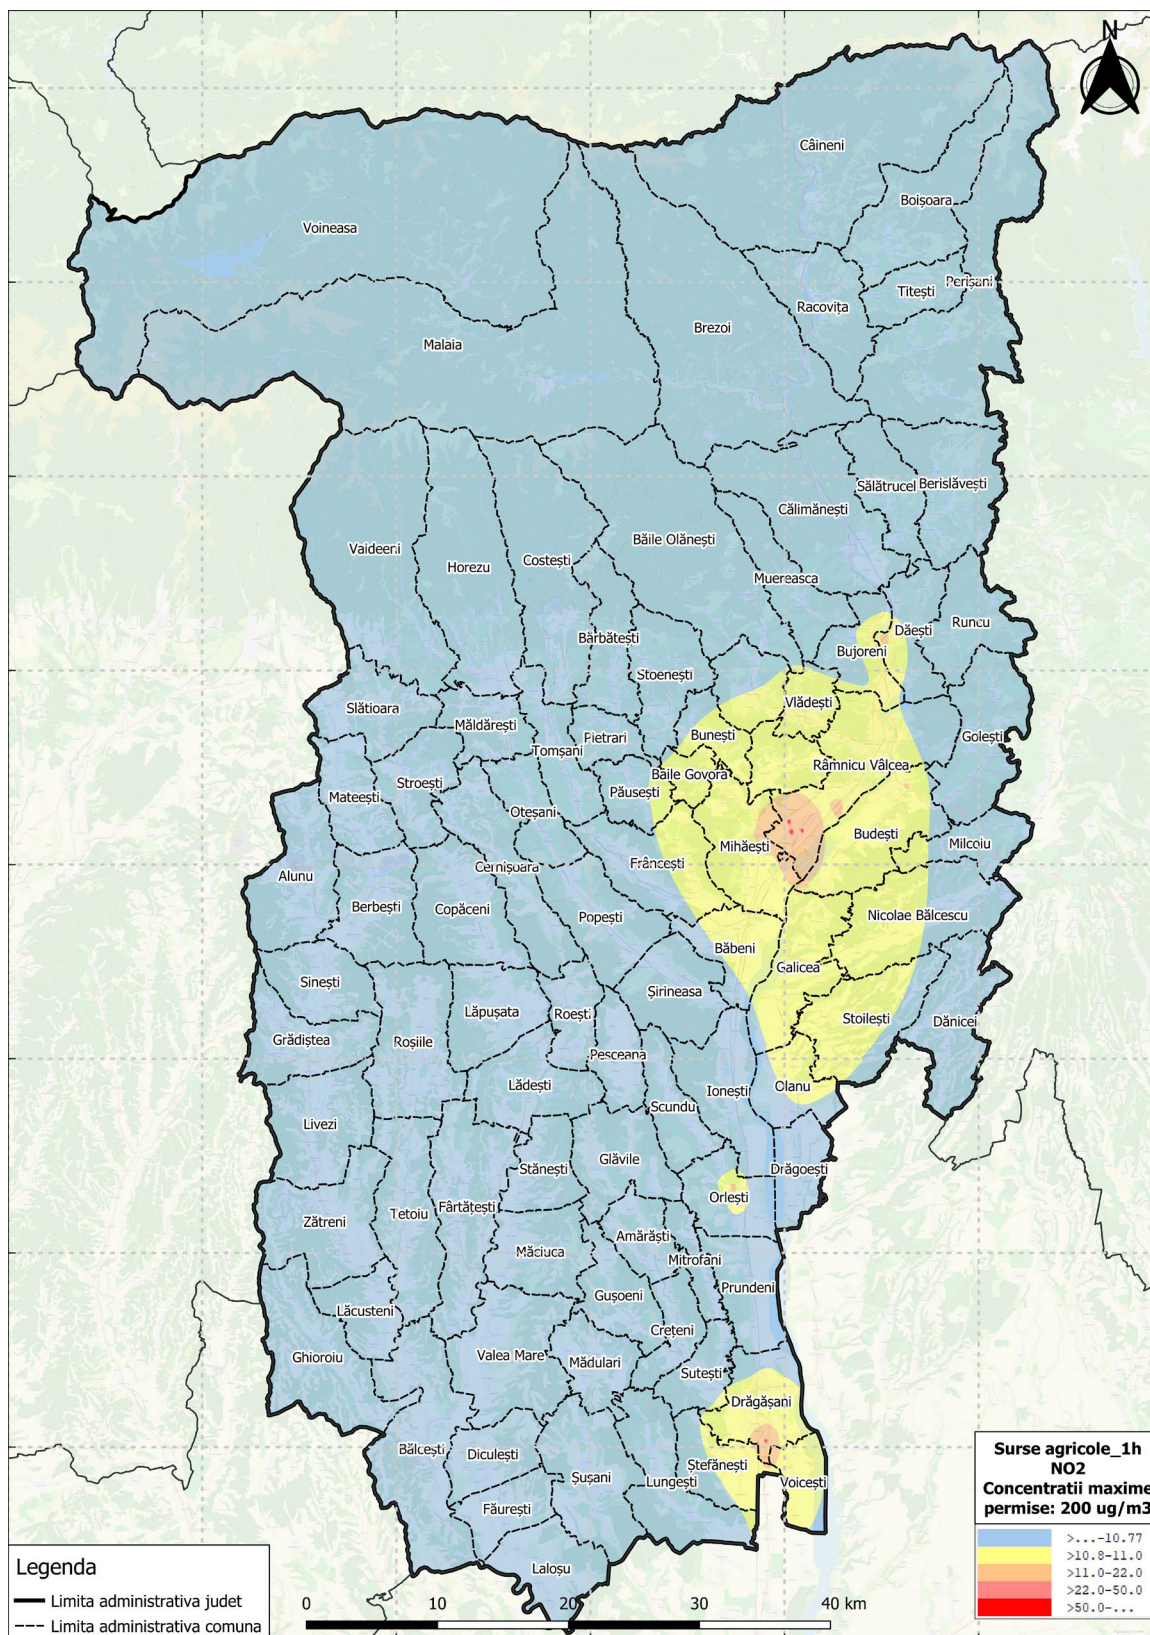 N
Câineni
Boișoara
Voineasa
Titești
Perișani
Racovița
Brezoi
Malaia
Sălătrucel
Berislăvești
Călimănești
Băile Olănești
Vaideeni
Costești
Horezu
Muereasca
Runcu
Dăești
Bărbătești
Bujoreni
Stoenești
Vlădești
Slătioara
Măldărești
Bunești
Golești
Pietrari
Tomșani
Râmnicu Vâlcea
Băile Govora
Stroești
Păusești
Mateești
Oteșani
Budești
Milcoiu
Mihăești
Frâncești
Cernișoara
Alunu
Berbești
Copăceni
Popești
Nicolae Bălcescu
Băbeni
Galicea
Sinești
Șirineasa
Lăpușata
Roești
Stoilești
Dănicei
Grădiștea
Roșiile
Pesceana
Lădești
Olanu
Ionești
Scundu
Livezi
Glăvile
Stănești
Drăgoești
Orlești
Fârtățești
Tetoiu
Zătreni
Amărăști
Măciuca
Mitrofani
Prundeni
Gușoeni
Lăcusteni
Crețeni
Ghioroiu
Valea Mare
Mădulari
Sutești
Drăgășani
Bălcești
Diculești
Ștefănești
Șușani
Lungești
Voicești
Făurești
Lalosu
Surse agricole_1h
NO2
Concentratii maxime
permise: 200 ug/m3
>...-10.77
>10.8-11.0
>11.0-22.0
>22.0-50.0
>50.0-...
Legenda
Limita administrativa judet
Limita administrativa comuna
0 10 20 30 40 km